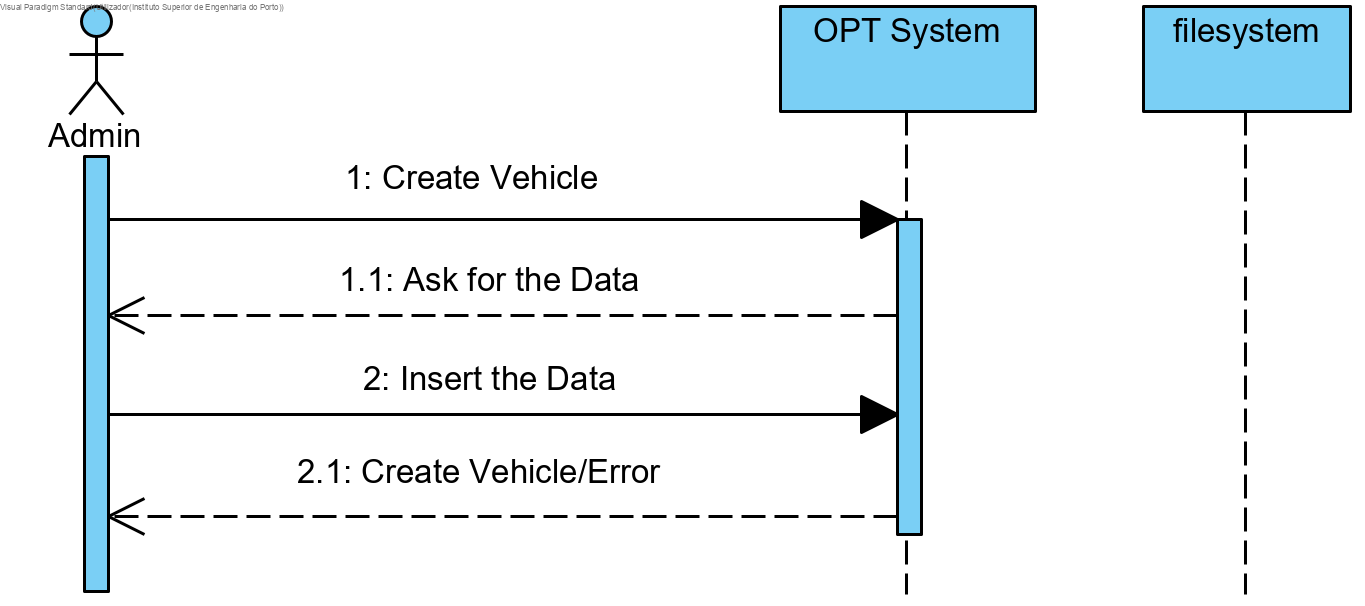 Visual Paradigm Standard(Utilizador(Instituto Superior de Engenharia do Porto))
OPT System
filesystem
Admin
1: Create Vehicle
1.1: Ask for the Data
2: Insert the Data
2.1: Create Vehicle/Error